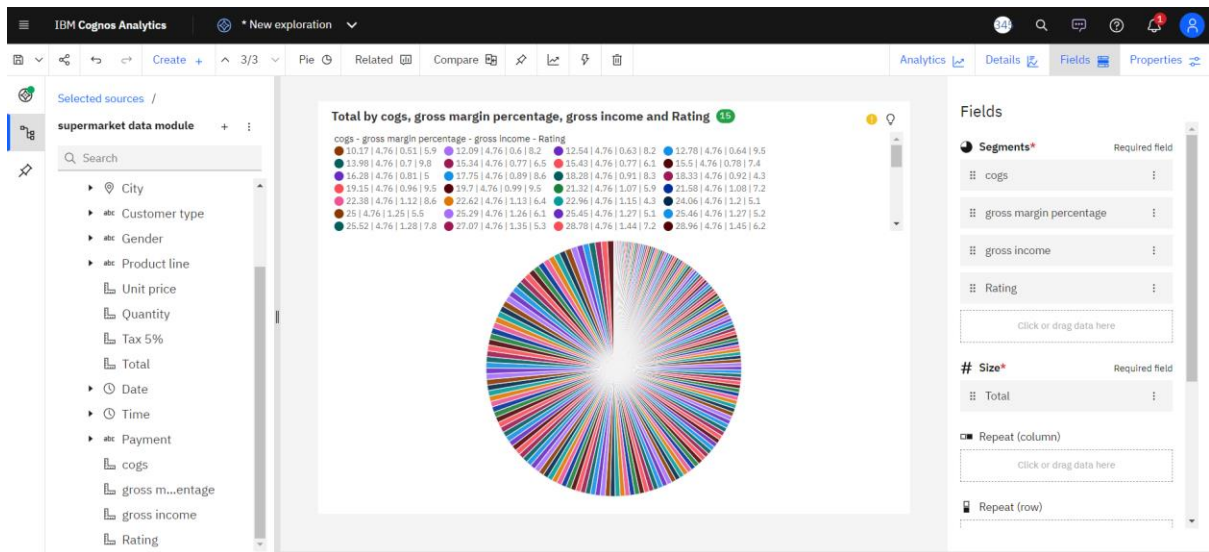 IBM Cognos Analytics
* New exploration
Create +
3/3
Pie
Related
Compare
Analytics
Details
Fields
Properties
Selected sources /
supermarket data module
Search
City
abc Customer type
abc Gender
abc Product line
Unit price
Quantity
Tax 5%
Total
Date
Time
abc Payment
cogs
gross m...entage
gross income
Rating
Total by cogs, gross margin percentage, gross income and Rating 15
cogs - gross margin percentage - gross income - Rating
10.17 | 4.76 | 0.51 | 5.9 12.09 | 4.76 | 0.6 | 8.2 12.54 | 4.76 | 0.63 | 8.2 12.78 | 4.76 | 0.64 | 9.5
13.98 | 4.76 | 0.7 | 9.8 15.34 | 4.76 | 0.77 | 6.5 15.43 | 4.76 | 0.77 | 6.1 15.5 | 4.76 | 0.78 | 7.4
16.28 | 4.76 | 0.81 | 5 17.75 | 4.76 | 0.89 | 8.6 18.28 | 4.76 | 0.91 | 8.3 18.33 | 4.76 | 0.92 | 4.3
19.15 | 4.76 | 0.96 | 9.5 19.7 | 4.76 | 0.99 | 9.5 21.32 | 4.76 | 1.07 | 5.9 21.58 | 4.76 | 1.08 | 7.2
22.38 | 4.76 | 1.12 | 8.6 22.62 | 4.76 | 1.13 | 6.4 22.96 | 4.76 | 1.15 | 4.3 24.06 | 4.76 | 1.2 | 5.1
25 | 4.76 | 1.25 | 5.5 25.29 | 4.76 | 1.26 | 6.1 25.45 | 4.76 | 1.27 | 5.1 25.46 | 4.76 | 1.27 | 5.2
25.52 | 4.76 | 1.28 | 7.8 27.07 | 4.76 | 1.35 | 5.3 28.78 | 4.76 | 1.44 | 7.2 28.96 | 4.76 | 1.45 | 6.2
Fields
Segments* Required field
cogs
gross margin percentage
gross income
Rating
Click or drag data here
# Size* Required field
Total
Repeat (column)
Click or drag data here
Repeat (row)